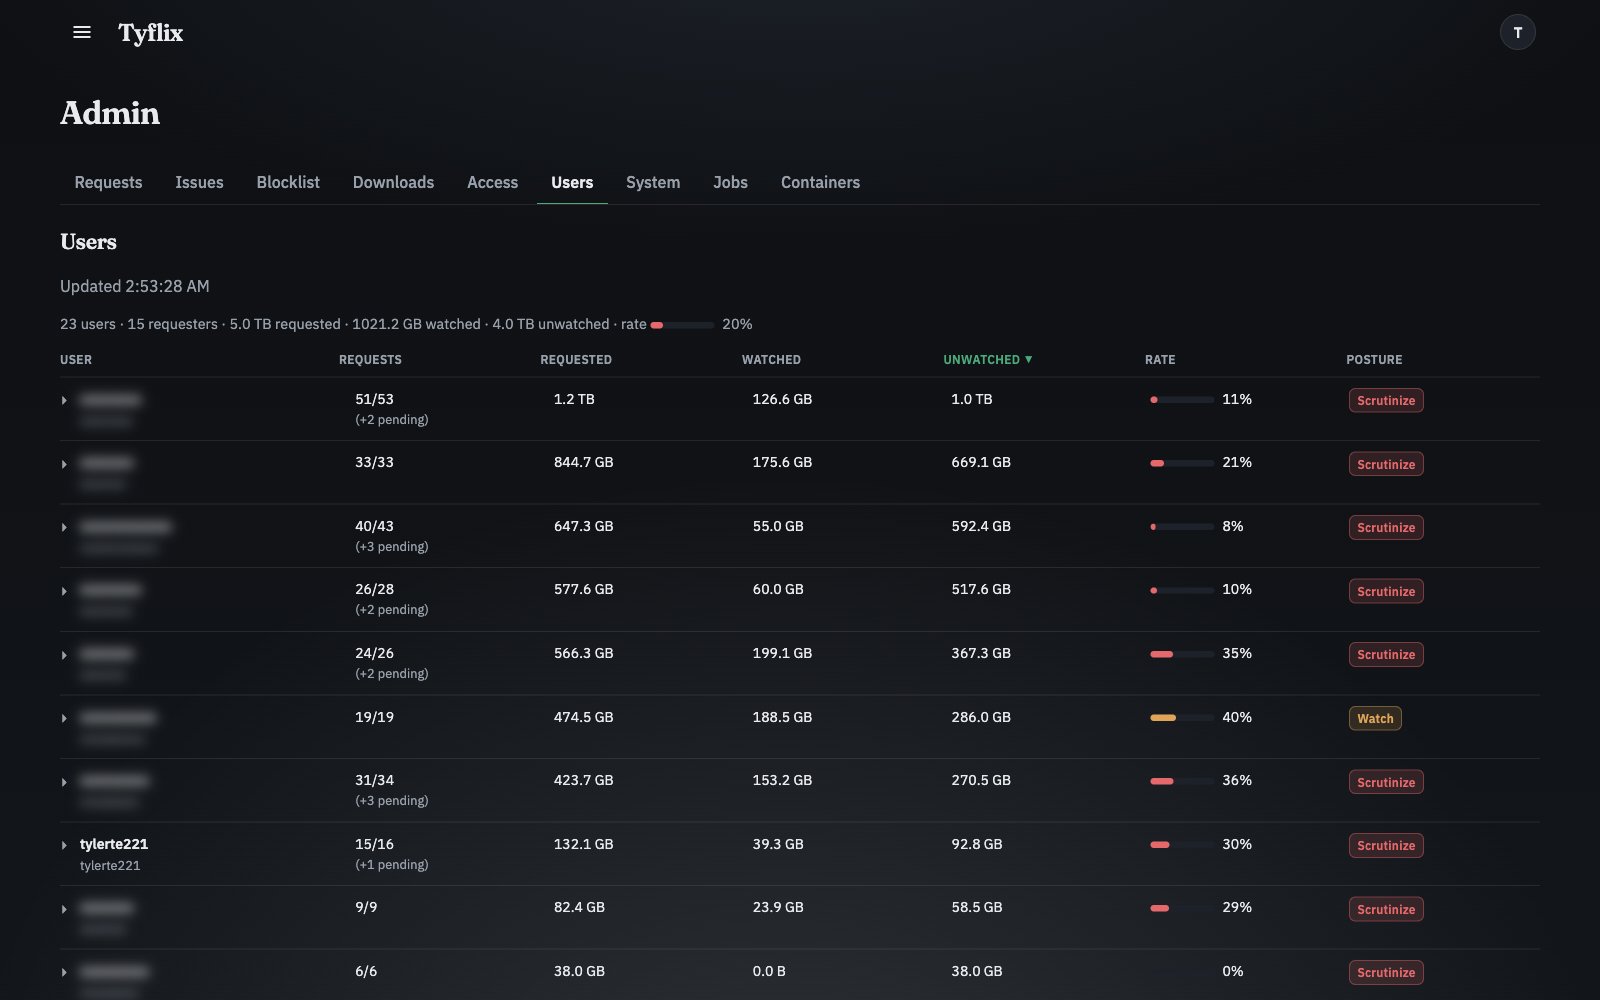 Tyflix
T
Admin
Requests Issues Blocklist Downloads Access Users System Jobs Containers
Users
Updated 2:53:28 AM
23 users · 15 requesters · 5.0 TB requested · 1021.2 GB watched · 4.0 TB unwatched · rate 20%
USER REQUESTS REQUESTED WATCHED UNWATCHED ▼ RATE POSTURE
51/53 1.2 TB 126.6 GB 1.0 TB 11% Scrutinize
(+2 pending)
33/33 844.7 GB 175.6 GB 669.1 GB 21% Scrutinize
40/43 647.3 GB 55.0 GB 592.4 GB 8% Scrutinize
(+3 pending)
26/28 577.6 GB 60.0 GB 517.6 GB 10% Scrutinize
(+2 pending)
24/26 566.3 GB 199.1 GB 367.3 GB 35% Scrutinize
(+2 pending)
19/19 474.5 GB 188.5 GB 286.0 GB 40% Watch
31/34 423.7 GB 153.2 GB 270.5 GB 36% Scrutinize
(+3 pending)
tylerte221 15/16 132.1 GB 39.3 GB 92.8 GB 30% Scrutinize
tylerte221 (+1 pending)
9/9 82.4 GB 23.9 GB 58.5 GB 29% Scrutinize
6/6 38.0 GB 0.0 B 38.0 GB 0% Scrutinize